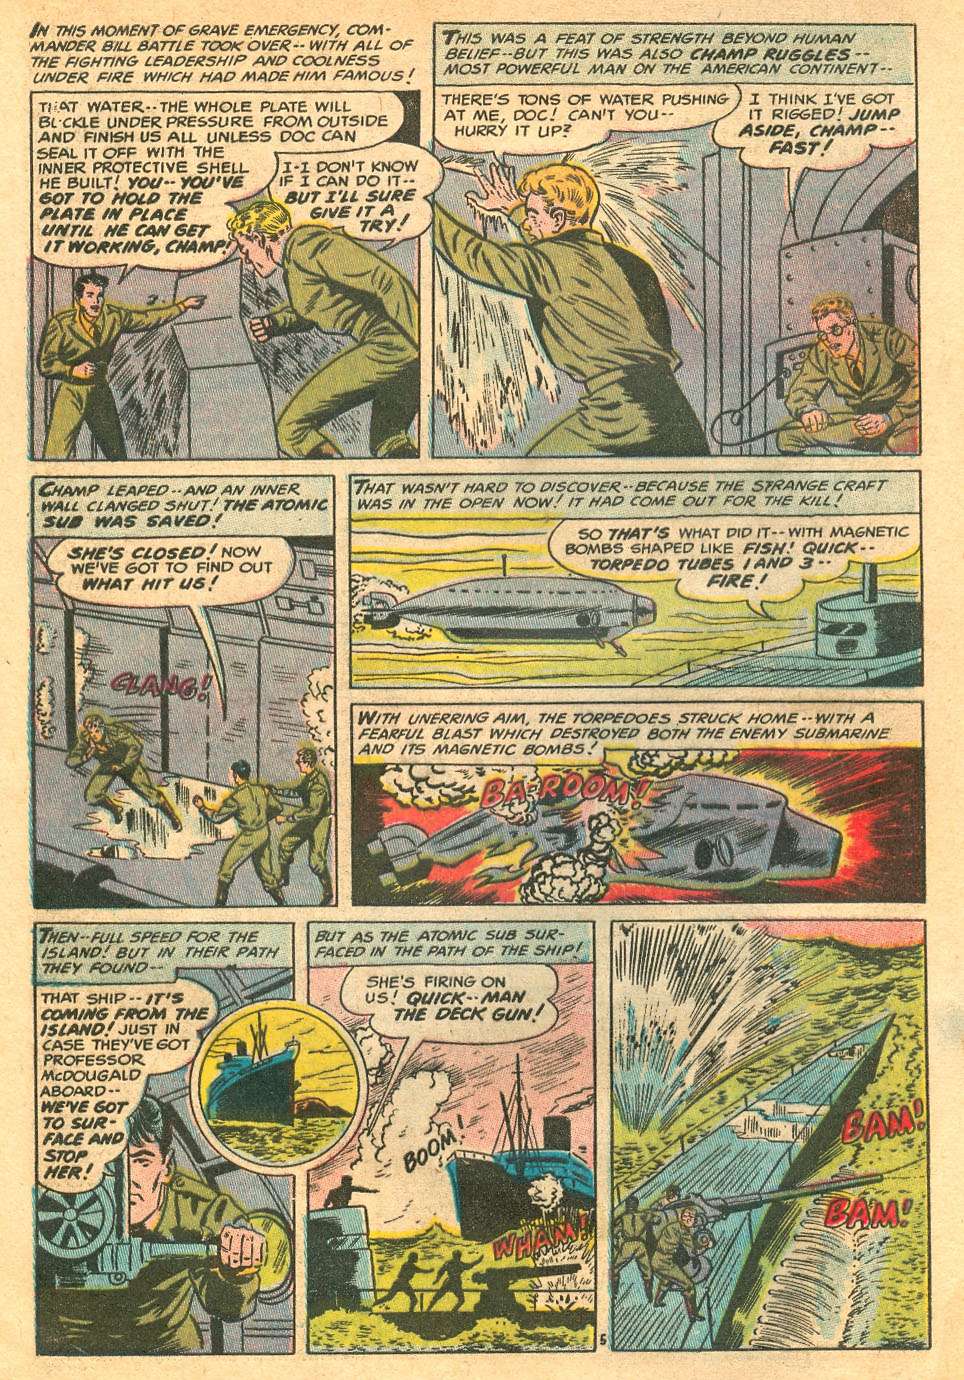 IN THIS MOMENT OF GRAVE EMERGENCY, COM-
MANDER BILL BATTLE TOOK OVER--WITH ALL OF
THE FIGHTING LEADERSHIP AND COOLNESS
UNDER FIRE WHICH HAD MADE HIM FAMOUS!
THAT WATER--THE WHOLE PLATE WILL
BUCKLE UNDER PRESSURE FROM OUTSIDE
AND FINISH US ALL UNLESS DOC CAN
SEAL IT OFF WITH THE
INNER PROTECTIVE SHELL
HE BUILT! YOU--YOU'VE
GOT TO HOLD THE
PLATE IN PLACE
UNTIL HE CAN GET
IT WORKING, CHAMP!
I-I DON'T KNOW
IF I CAN DO IT--
BUT I'LL SURE
GIVE IT A
TRY!
THIS WAS A FEAT OF STRENGTH BEYOND HUMAN
BELIEF--BUT THIS WAS ALSO CHAMP RUGGLES--
MOST POWERFUL MAN ON THE AMERICAN CONTINENT--
THERE'S TONS OF WATER PUSHING
AT ME, DOC! CAN'T YOU--
HURRY IT UP?
I THINK I'VE GOT
IT RIGGED! JUMP
ASIDE, CHAMP--
FAST!
CHAMP LEAPED--AND AN INNER
WALL CLANGED SHUT! THE ATOMIC
SUB WAS SAVED!
SHE'S CLOSED! NOW
WE'VE GOT TO FIND OUT
WHAT HIT US!
CLANG!
THAT WASN'T HARD TO DISCOVER--BECAUSE THE STRANGE CRAFT
WAS IN THE OPEN NOW! IT HAD COME OUT FOR THE KILL!
SO THAT'S WHAT DID IT--WITH MAGNETIC
BOMBS SHAPED LIKE FISH! QUICK--
TORPEDO TUBES 1 AND 3--
FIRE!
WITH UNERRING AIM, THE TORPEDOES STRUCK HOME--WITH A
FEARFUL BLAST WHICH DESTROYED BOTH THE ENEMY SUBMARINE
AND ITS MAGNETIC BOMBS!
BA-ROOM!
THEN--FULL SPEED FOR THE
ISLAND! BUT IN THEIR PATH
THEY FOUND--
THAT SHIP--IT'S
COMING FROM THE
ISLAND! JUST IN
CASE THEY'VE GOT
PROFESSOR
McDOUGALD
ABOARD--
WE'VE GOT
TO SUR-
FACE AND
STOP
HER!
BUT AS THE ATOMIC SUB SUR-
FACED IN THE PATH OF THE SHIP!
SHE'S FIRING ON
US! QUICK--MAN
THE DECK GUN!
BOOM!
WHAM!
5
BAM!
BAM!